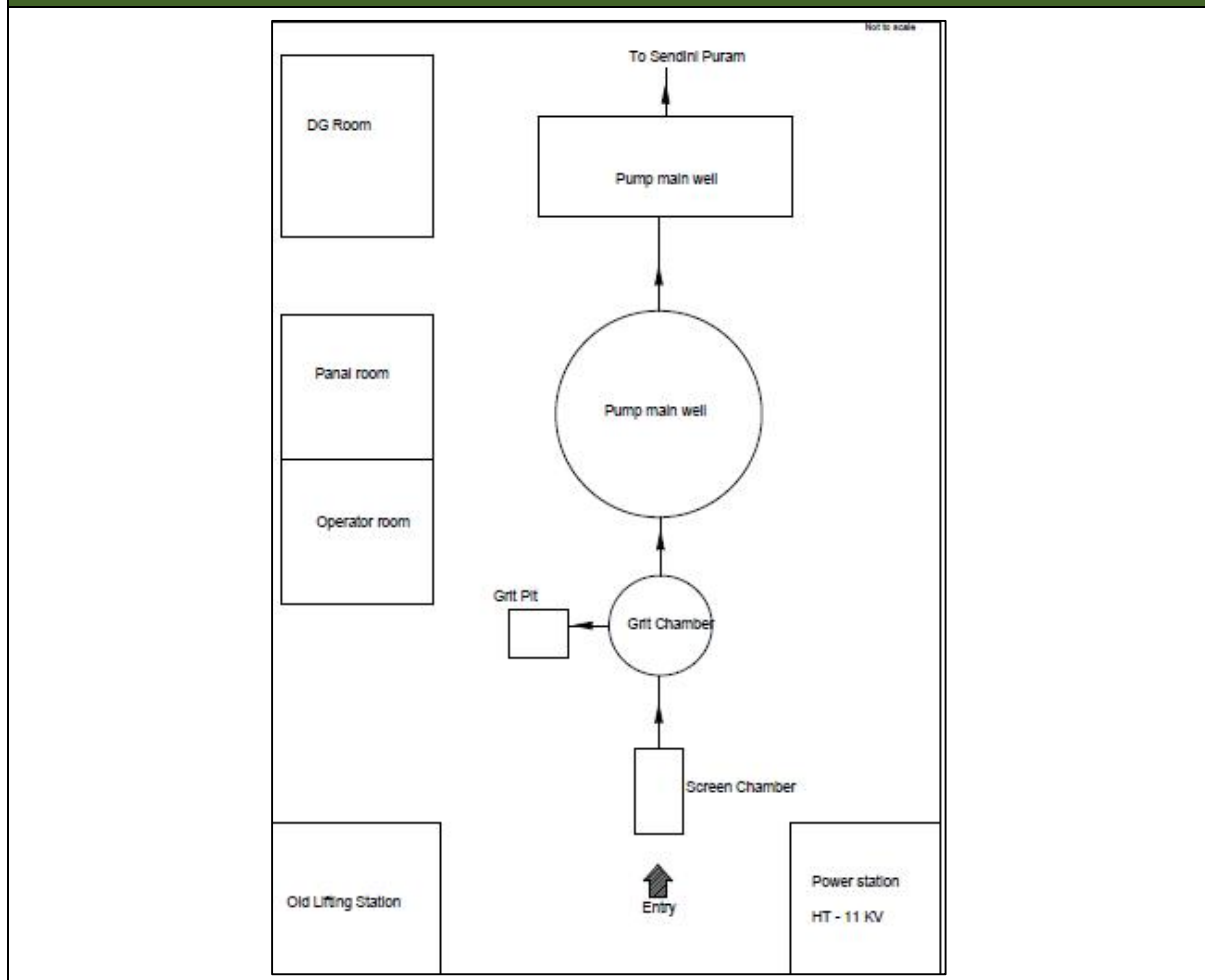 Not to scale
To Sendini Puram
DG Room
Pump main well
Panal room
Pump main well
Operator room
Grit Pit
Grit Chamber
Screen Chamber
Old Lifting Station
Entry
Power station
HT - 11 KV